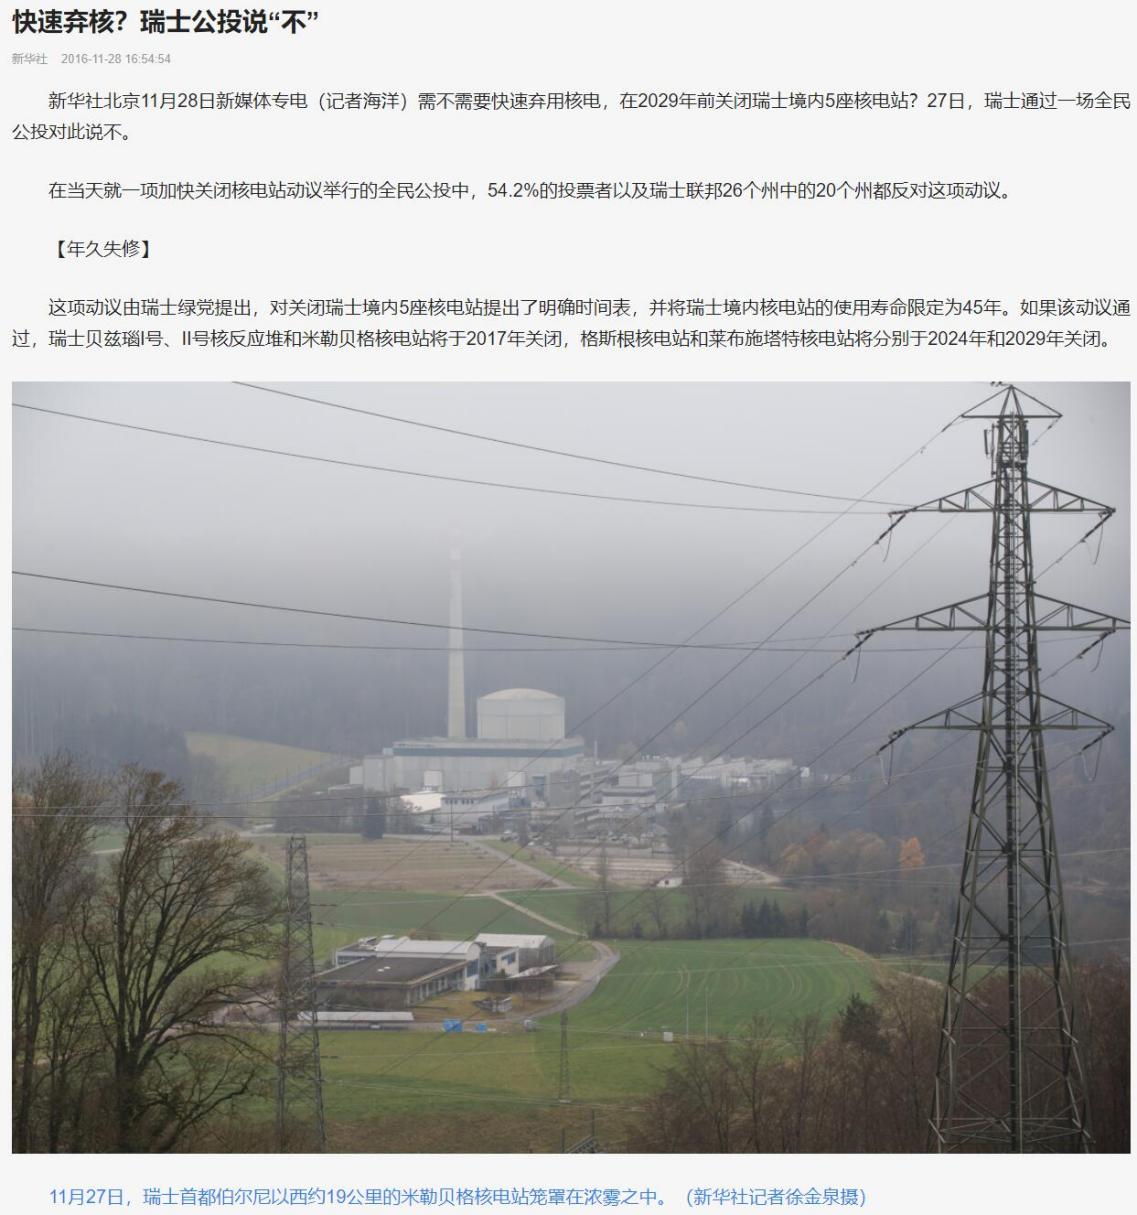 快速弃核？瑞士公投说“不”
新华社 2016-11-28 16:54:54
新华社北京11月28日新媒体专电（记者海洋）需不需要快速弃用核电，在2029年前关闭瑞士境内5座核电站？27日，瑞士通过一场全民
公投对此说不。
在当天就一项加快关闭核电站动议举行的全民公投中，54.2%的投票者以及瑞士联邦26个州中的20个州都反对这项动议。
【年久失修】
这项动议由瑞士绿党提出，对关闭瑞士境内5座核电站提出了明确时间表，并将瑞士境内核电站的使用寿命限定为45年。如果该动议通
过，瑞士贝兹瑙I号、II号核反应堆和米勒贝格核电站将于2017年关闭，格斯根核电站和莱布施塔特核电站将分别于2024年和2029年关闭。
11月27日，瑞士首都伯尔尼以西约19公里的米勒贝格核电站笼罩在浓雾之中。（新华社记者徐金泉摄）